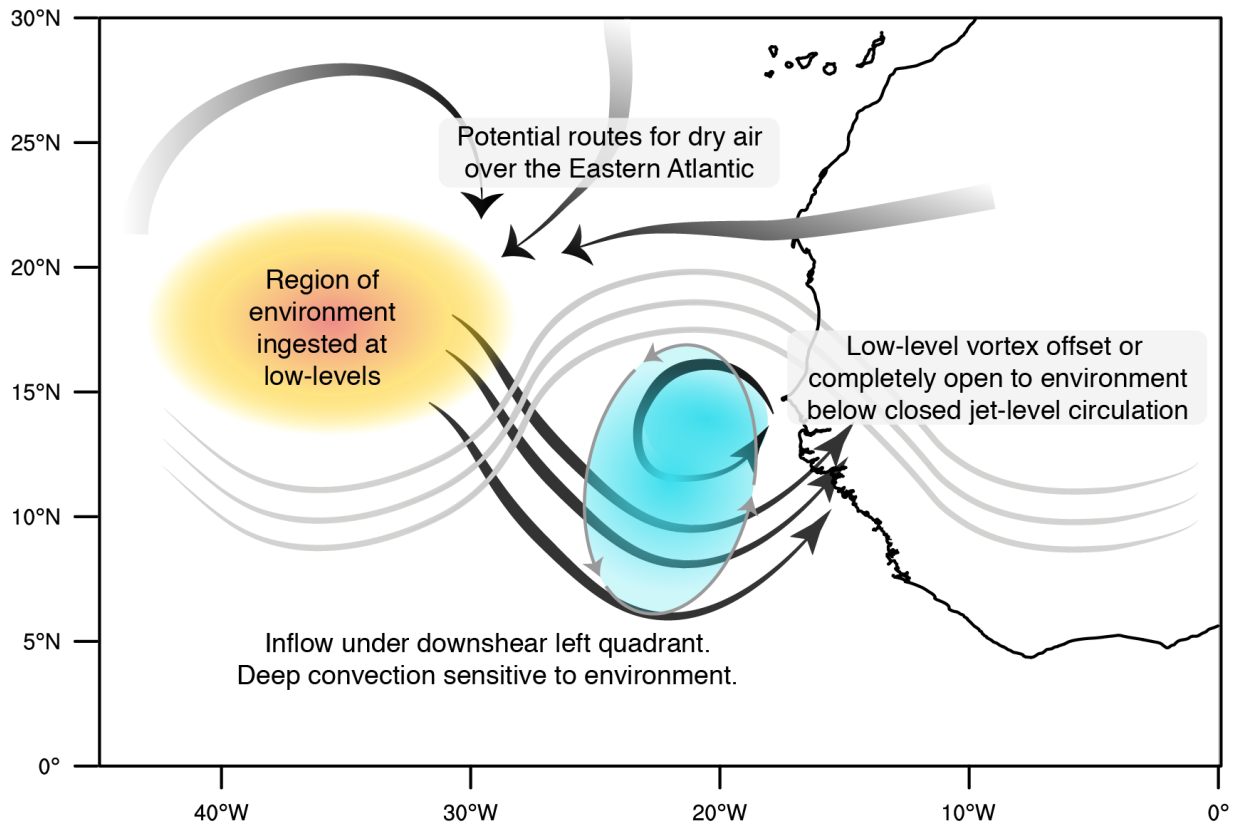 30°N
25°N
20°N
15°N
10°N
5°N
0°
Potential routes for dry air
over the Eastern Atlantic
Region of
environment
ingested at
low-levels
Low-level vortex offset or
completely open to environment
below closed jet-level circulation
Inflow under downshear left quadrant.
Deep convection sensitive to environment.
40°W
30°W
20°W
10°W
0°